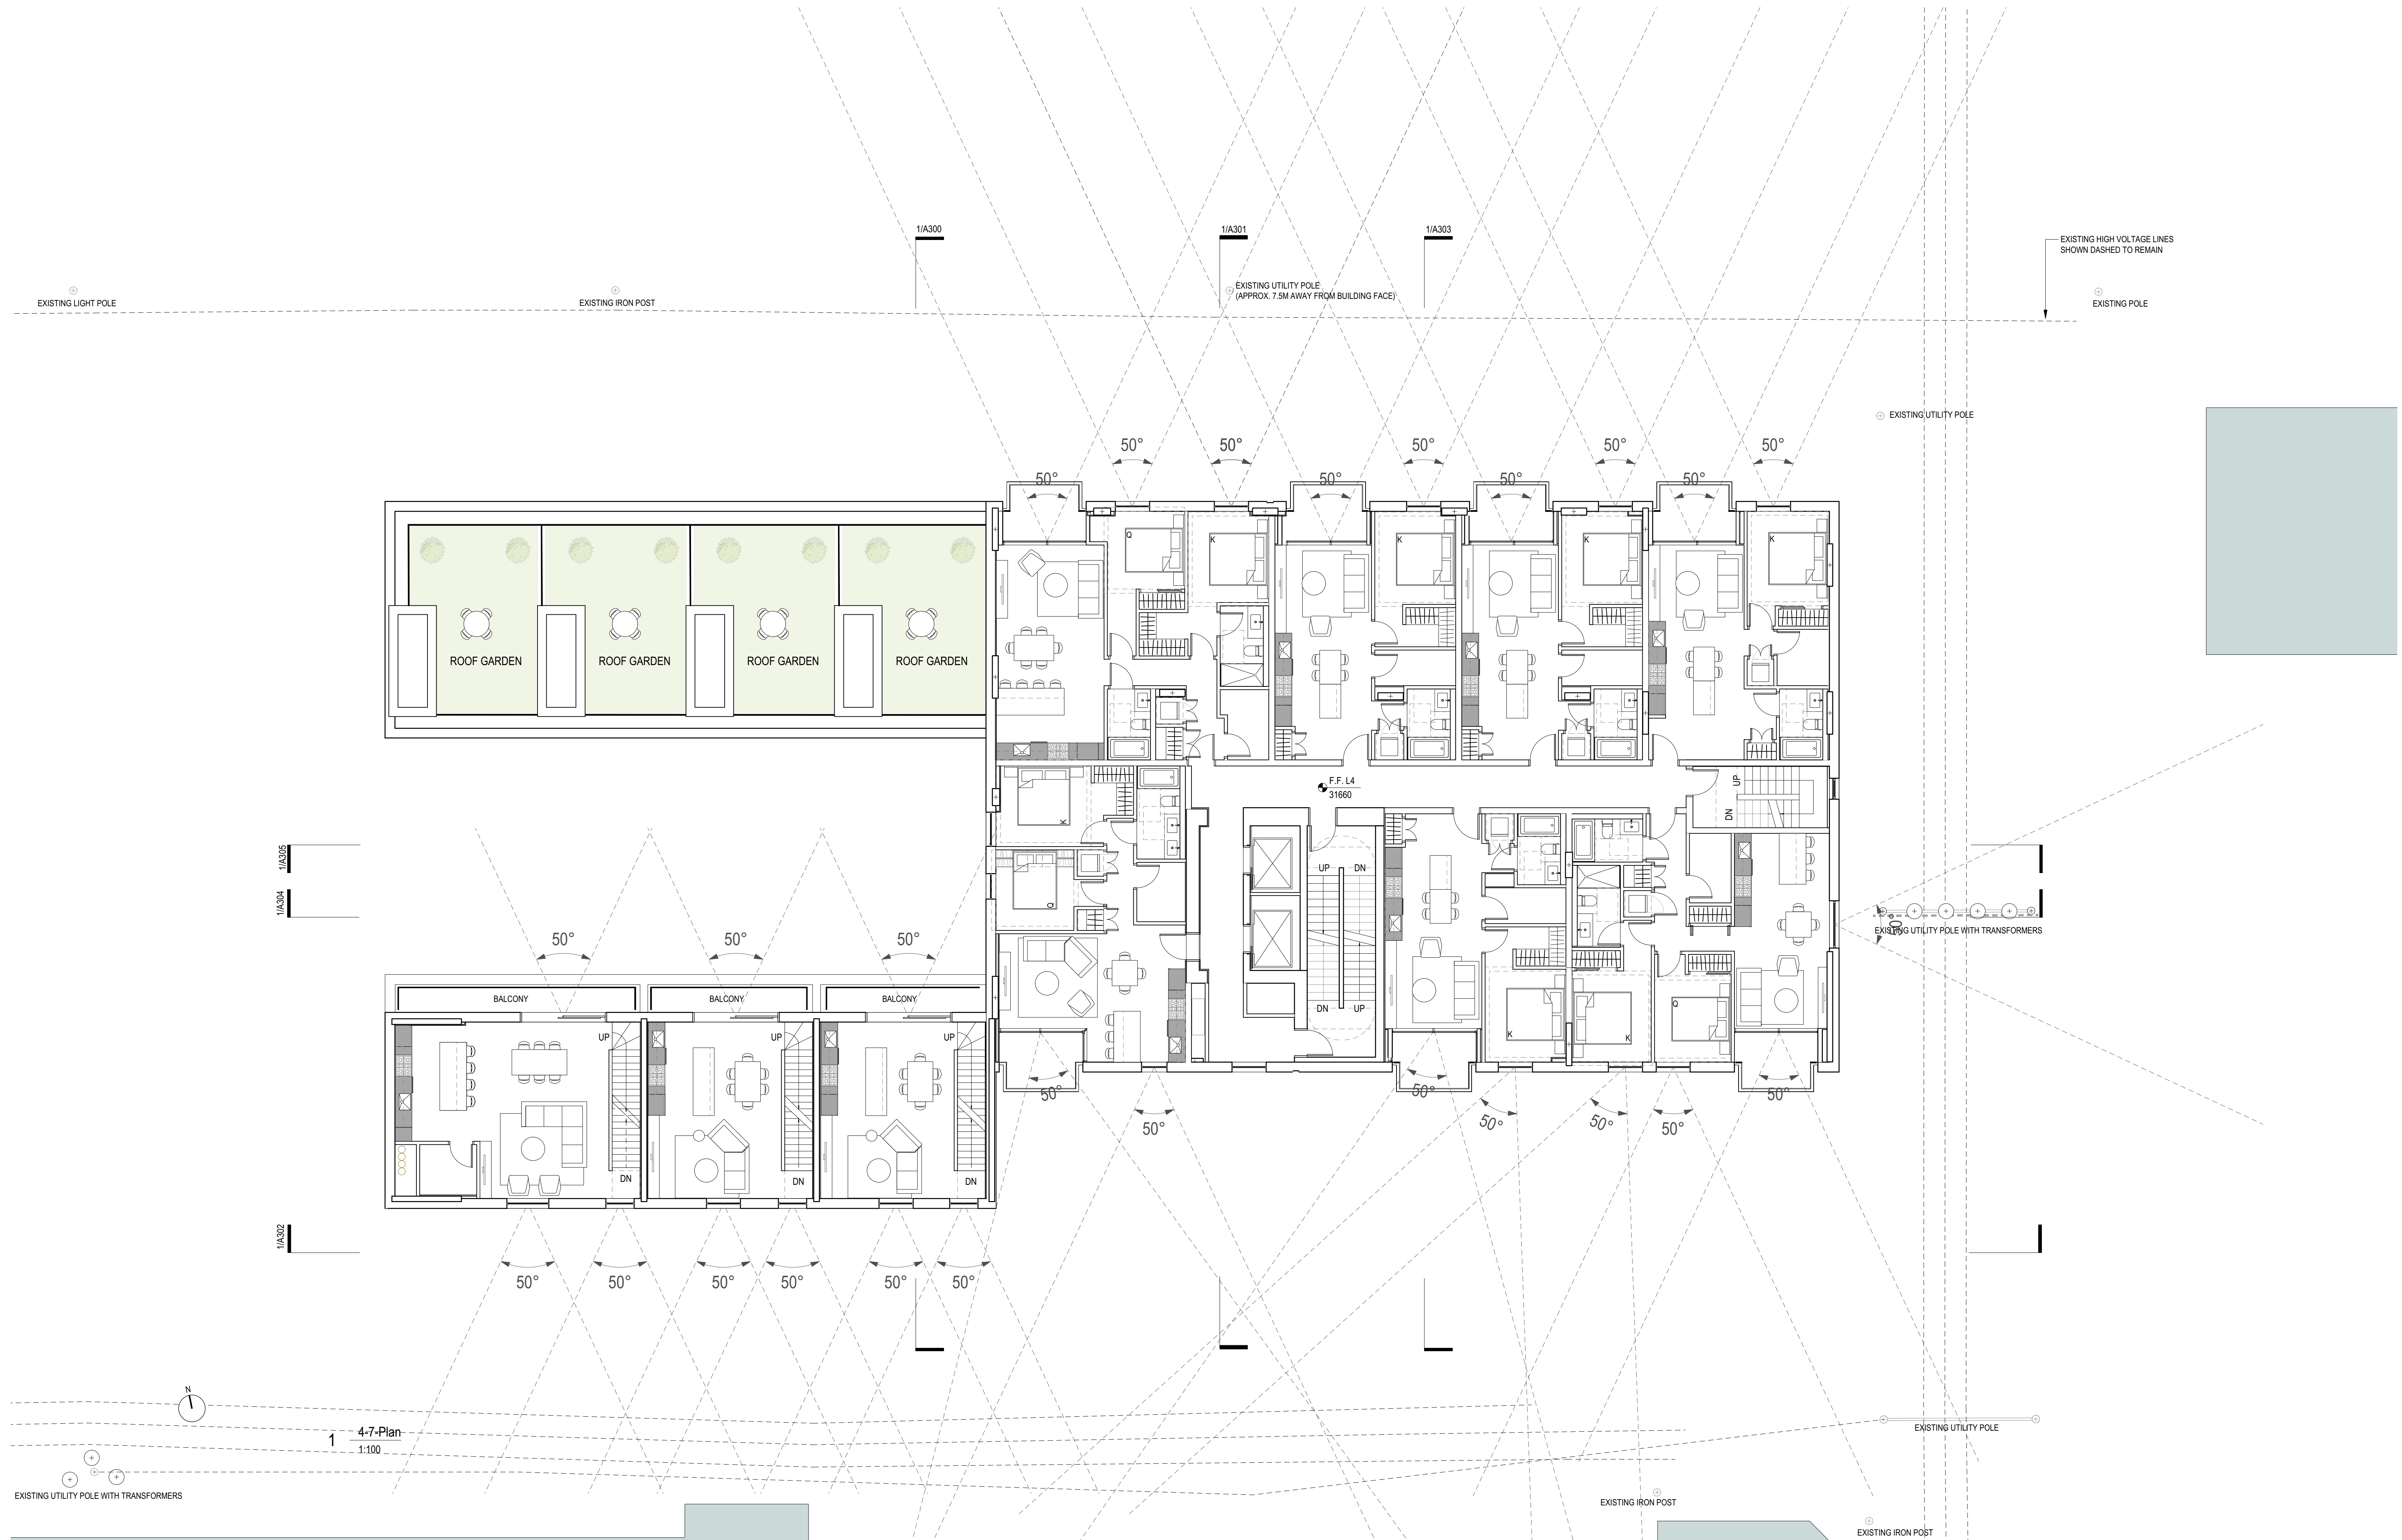 1/A300
1/A301
1/A303
EXISTING HIGH VOLTAGE LINES
SHOWN DASHED TO REMAIN
EXISTING LIGHT POLE
EXISTING IRON POST
EXISTING UTILITY POLE
(APPROX. 7.5M AWAY FROM BUILDING FACE)
EXISTING POLE
EXISTING UTILITY POLE
50°
50°
50°
50°
50°
50°
50°
50°
50°
Q
K
K
K
K
ROOF GARDEN
ROOF GARDEN
ROOF GARDEN
ROOF GARDEN
F.F. L4
31660
UP
DN
K
Q
1/A305
1/A304
UP
DN
DN
UP
50°
EXISTING UTILITY POLE WITH TRANSFORMERS
50°
50°
50°
BALCONY
BALCONY
BALCONY
K
K
Q
UP
UP
UP
DN
DN
DN
50°
50°
50°
50°
50°
50°
50°
1/A302
50°
50°
50°
50°
50°
50°
N
1
4-7-Plan
1:100
EXISTING UTILITY POLE
EXISTING UTILITY POLE WITH TRANSFORMERS
EXISTING IRON POST
EXISTING IRON POST